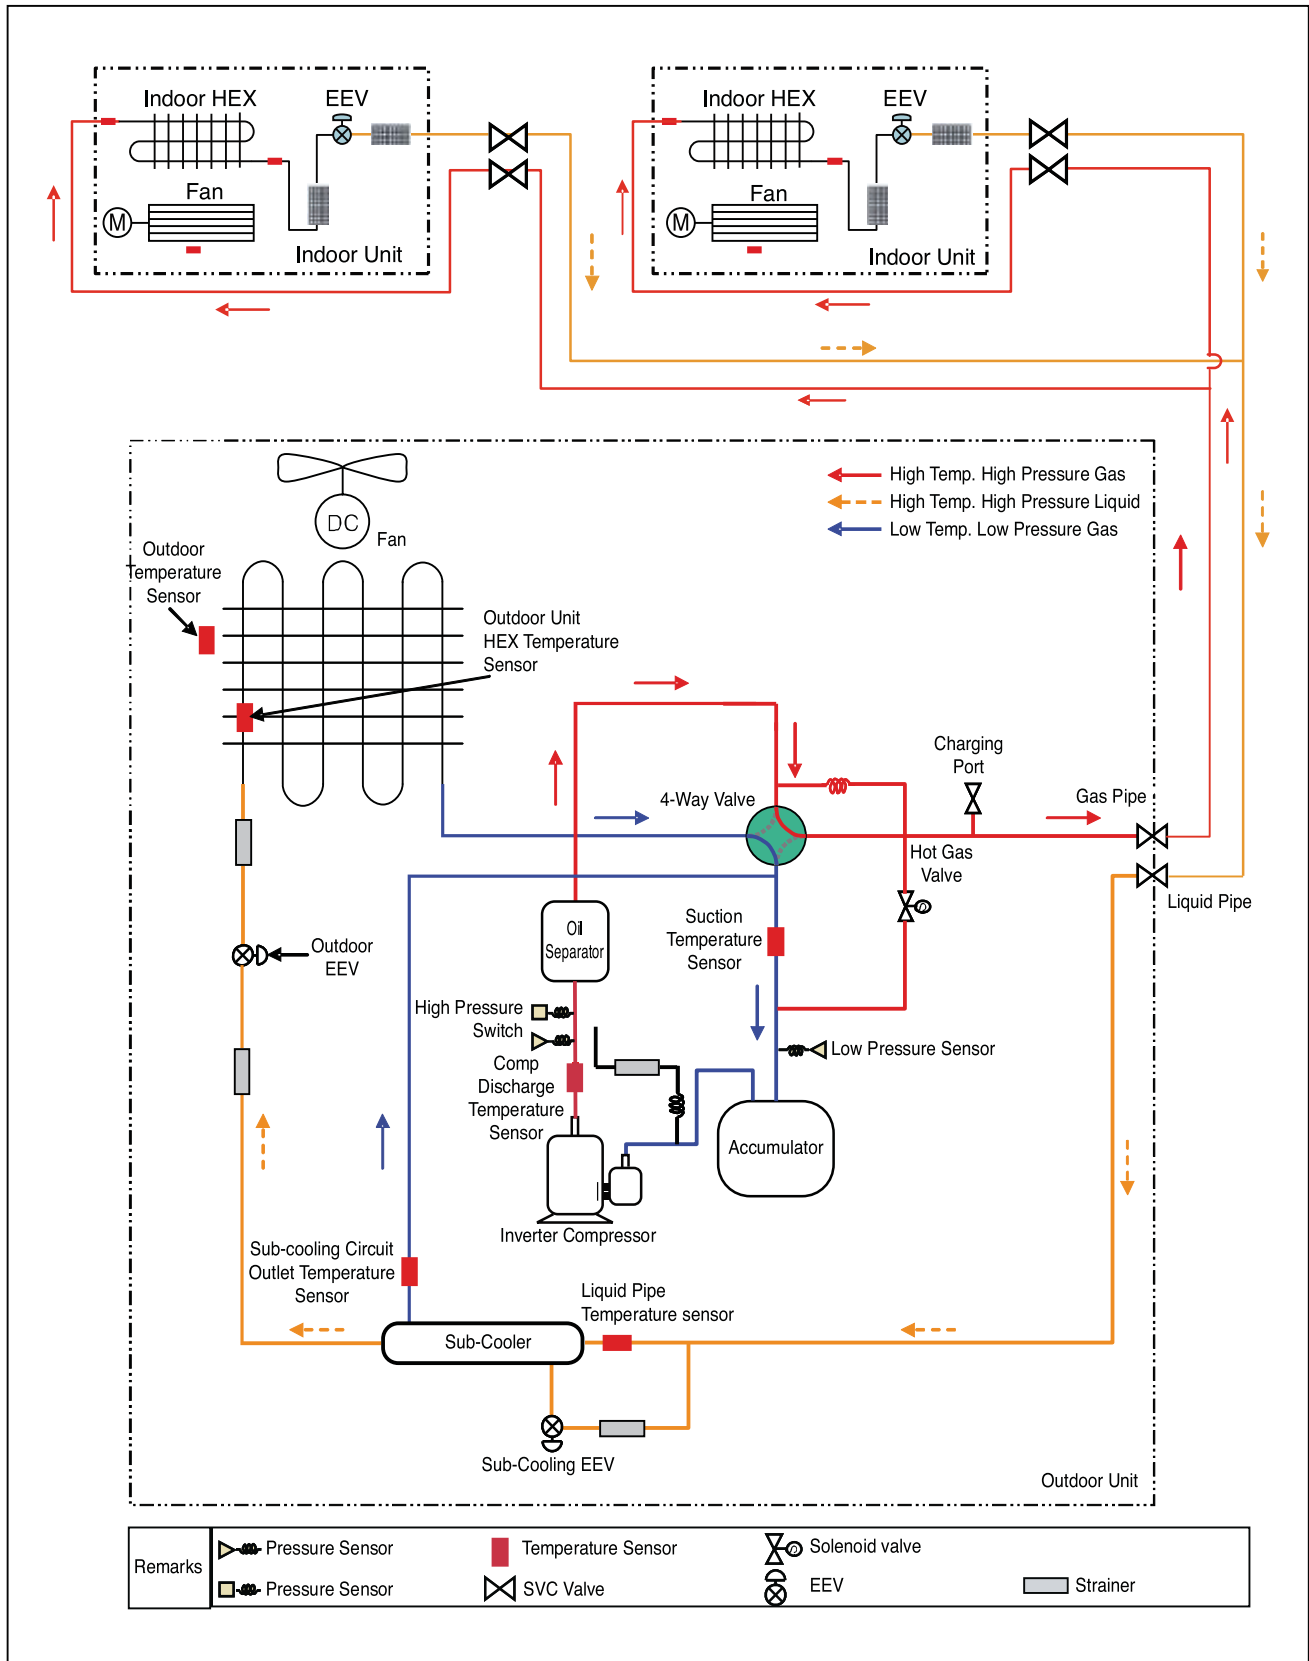 Indoor HEX
EEV
Fan
M
Indoor Unit
Indoor HEX
EEV
Fan
M
Indoor Unit
High Temp. High Pressure Gas
High Temp. High Pressure Liquid
Low Temp. Low Pressure Gas
DC
Fan
Outdoor
Temperature
Sensor
Outdoor Unit
HEX Temperature
Sensor
Charging
Port
4-Way Valve
Gas Pipe
Hot Gas
Valve
Liquid Pipe
Oil
Separator
Suction
Temperature
Sensor
Outdoor
EEV
High Pressure
Switch
Low Pressure Sensor
Comp
Discharge
Temperature
Sensor
Accumulator
Inverter Compressor
Sub-cooling Circuit
Outlet Temperature
Sensor
Liquid Pipe
Temperature sensor
Sub-Cooler
Sub-Cooling EEV
Outdoor Unit
Remarks
Pressure Sensor
Temperature Sensor
Solenoid valve
Pressure Sensor
SVC Valve
EEV
Strainer